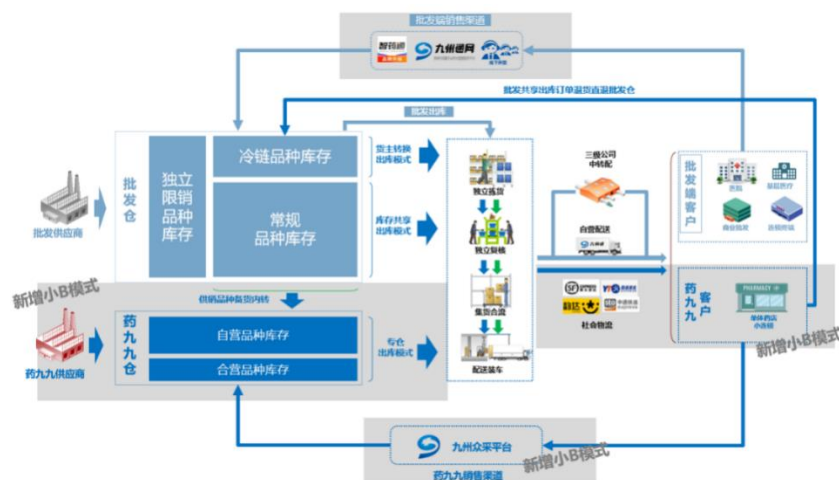 批发端销售渠道
智药通
九州通网
批发共享出库订单退货直退批发仓
批发出库
批发仓
独立
限销品种
库存
冷链品种库存
常规
品种库存
货主转换
出库模式
库存共享
出库模式
独立拣货
独立复核
集货合流
配送装车
三级公司
中转配
自营配送
九州通
社会物流
批发端客户
医院
基层医疗
商业批发
连锁终端
批发供应商
新增小B模式
供销品种备货内转
药九九供应商
药九九仓
自营品种库存
合营品种库存
专仓
出库模式
药九九
客户
PHARMACY
单体药店
小连锁
新增小B模式
九州众采平台
新增小B模式
药九九销售渠道